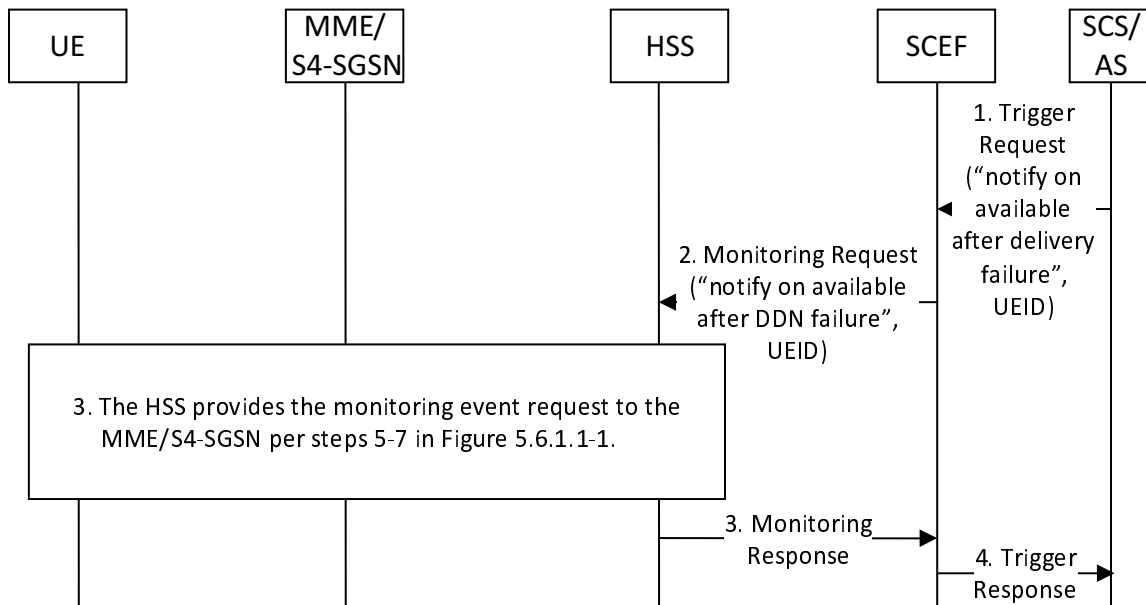 UE
MME/
S4-SGSN
HSS
SCEF
SCS/
AS
1. Trigger
Request
(“notify on
available
after delivery
failure”,
UEID)
2. Monitoring Request
(“notify on available
after DDN failure”,
UEID)
3. The HSS provides the monitoring event request to the
MME/S4-SGSN per steps 5-7 in Figure 5.6.1.1-1.
3. Monitoring
Response
4. Trigger
Response